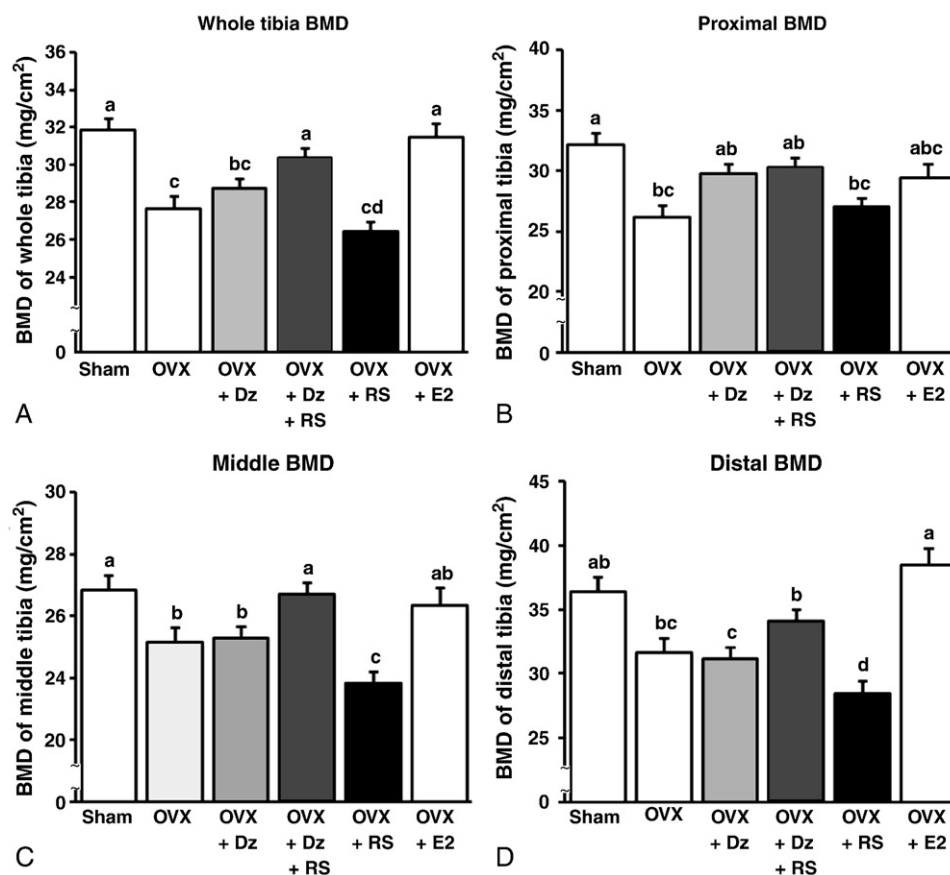 Whole tibia BMD
BMD of whole tibia (mg/cm²)
36
34
32
30
28
26
24
0
a
c
bc
a
cd
a
Sham
OVX
OVX
+ Dz
OVX
+ Dz
+ RS
OVX
+ RS
OVX
+ E2
A
Proximal BMD
BMD of proximal tibia (mg/cm²)
40
35
30
25
20
0
a
bc
ab
ab
bc
abc
Sham
OVX
OVX
+ Dz
OVX
+ Dz
+ RS
OVX
+ RS
OVX
+ E2
B
Middle BMD
BMD of middle tibia (mg/cm²)
30
28
26
24
20
0
a
b
b
a
c
ab
Sham
OVX
OVX
+ Dz
OVX
+ Dz
+ RS
OVX
+ RS
OVX
+ E2
C
Distal BMD
BMD of distal tibia (mg/cm²)
45
40
35
30
25
0
ab
bc
c
b
d
a
Sham
OVX
OVX
+ Dz
OVX
+ Dz
+ RS
OVX
+ RS
OVX
+ E2
D